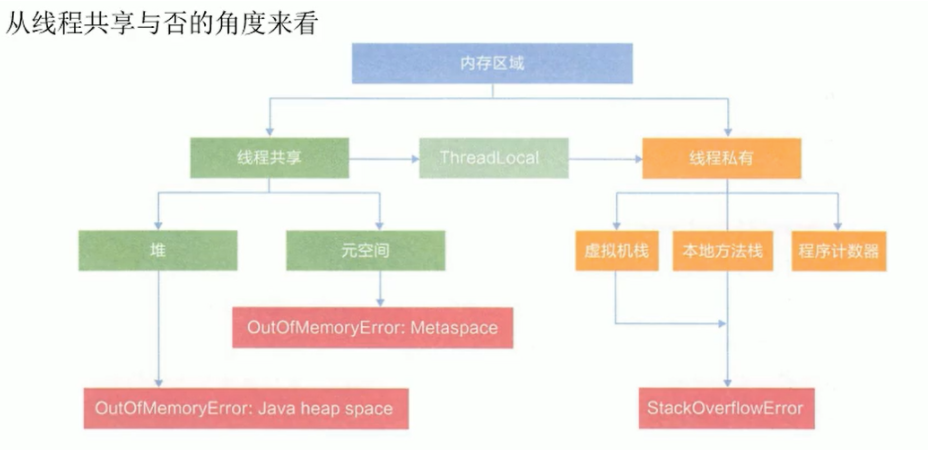 从线程共享与否的角度来看
内存区域
线程共享
ThreadLocal
线程私有
堆
元空间
虚拟机栈
本地方法栈
程序计数器
OutOfMemoryError: Metaspace
OutOfMemoryError: Java heap space
StackOverflowError